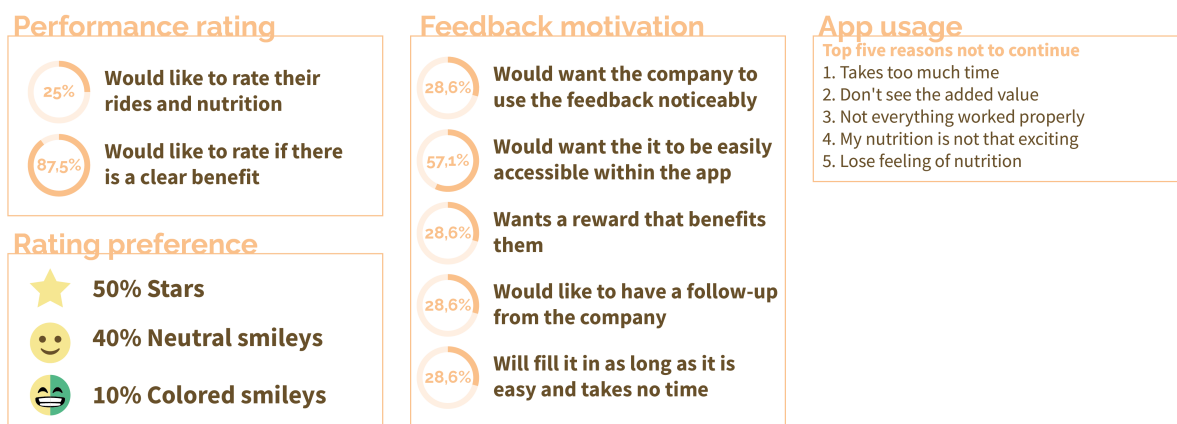 Performance rating
25%
Would like to rate their
rides and nutrition
87,5%
Would like to rate if there
is a clear benefit
Rating preference
50% Stars
40% Neutral smileys
10% Colored smileys
Feedback motivation
28,6%
Would want the company to
use the feedback noticeably
57,1%
Would want the it to be easily
accessible within the app
28,6%
Wants a reward that benefits
them
28,6%
Would like to have a follow-up
from the company
28,6%
Will fill it in as long as it is
easy and takes no time
App usage
Top five reasons not to continue
1. Takes too much time
2. Don't see the added value
3. Not everything worked properly
4. My nutrition is not that exciting
5. Lose feeling of nutrition